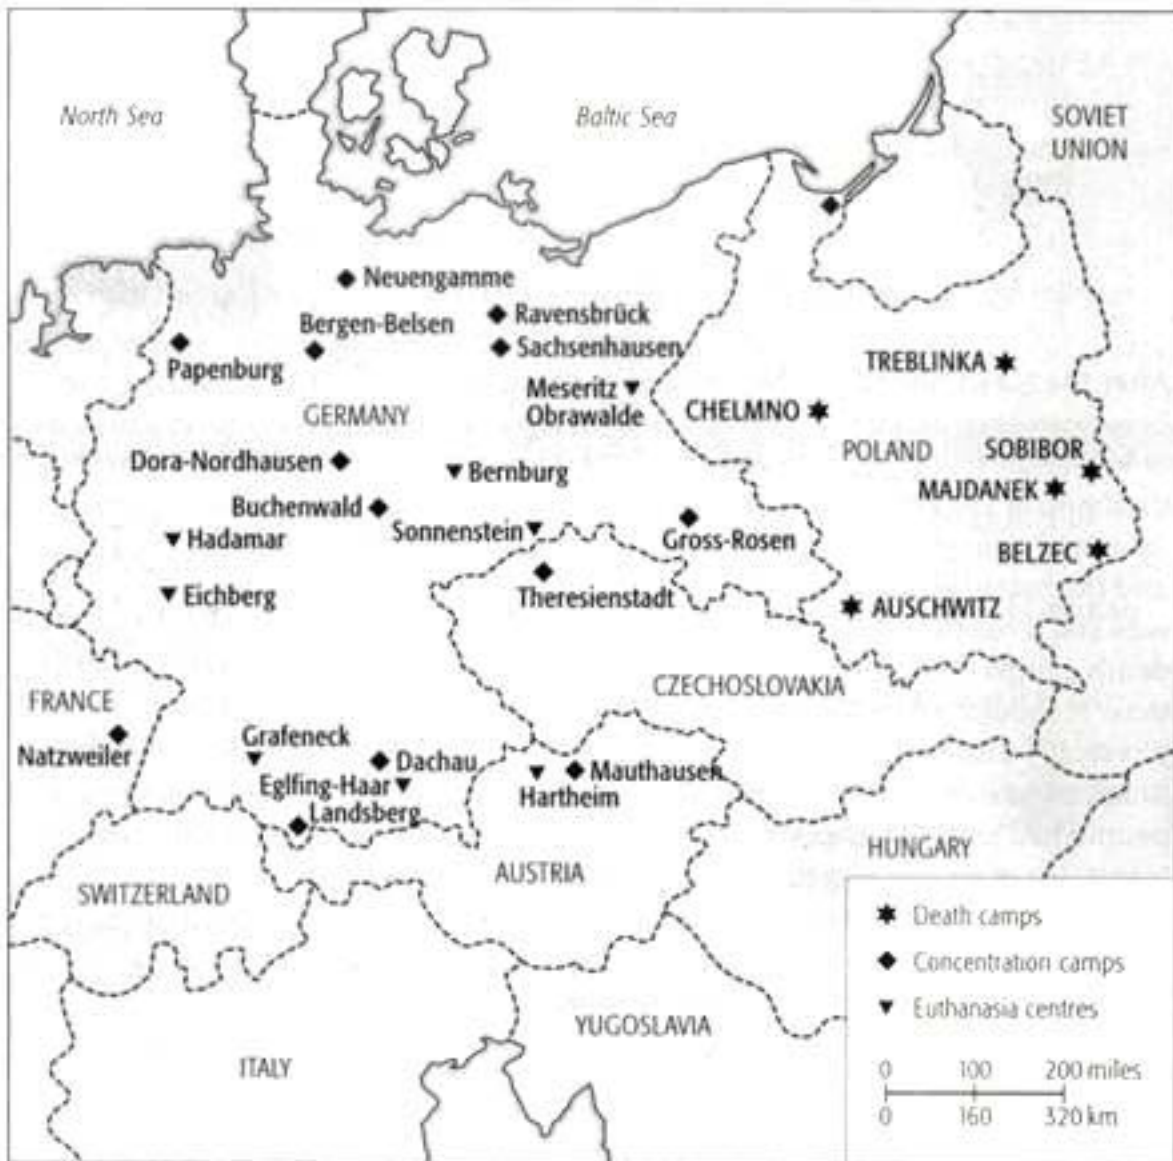 North Sea
Baltic Sea
SOVIET
UNION
Neuengamme
Ravensbrück
Bergen-Belsen
Sachsenhausen
Papenburg
TREBLINKA
Meseritz
Obrawalde
CHELMNO
GERMANY
POLAND
SOBIBOR
Dora-Nordhausen
Bernburg
MAJDANEK
Buchenwald
Sonnenstein
Gross-Rosen
Hadamar
BELZEC
Eichberg
Theresienstadt
AUSCHWITZ
CZECHOSLOVAKIA
FRANCE
Natzweiler
Grafeneck
Dachau
Eglfing-Haar
Mauthausen
Hartheim
Landsberg
HUNGARY
AUSTRIA
SWITZERLAND
Death camps
Concentration camps
Euthanasia centres
YUGOSLAVIA
ITALY
0 100 200 miles
0 160 320 km